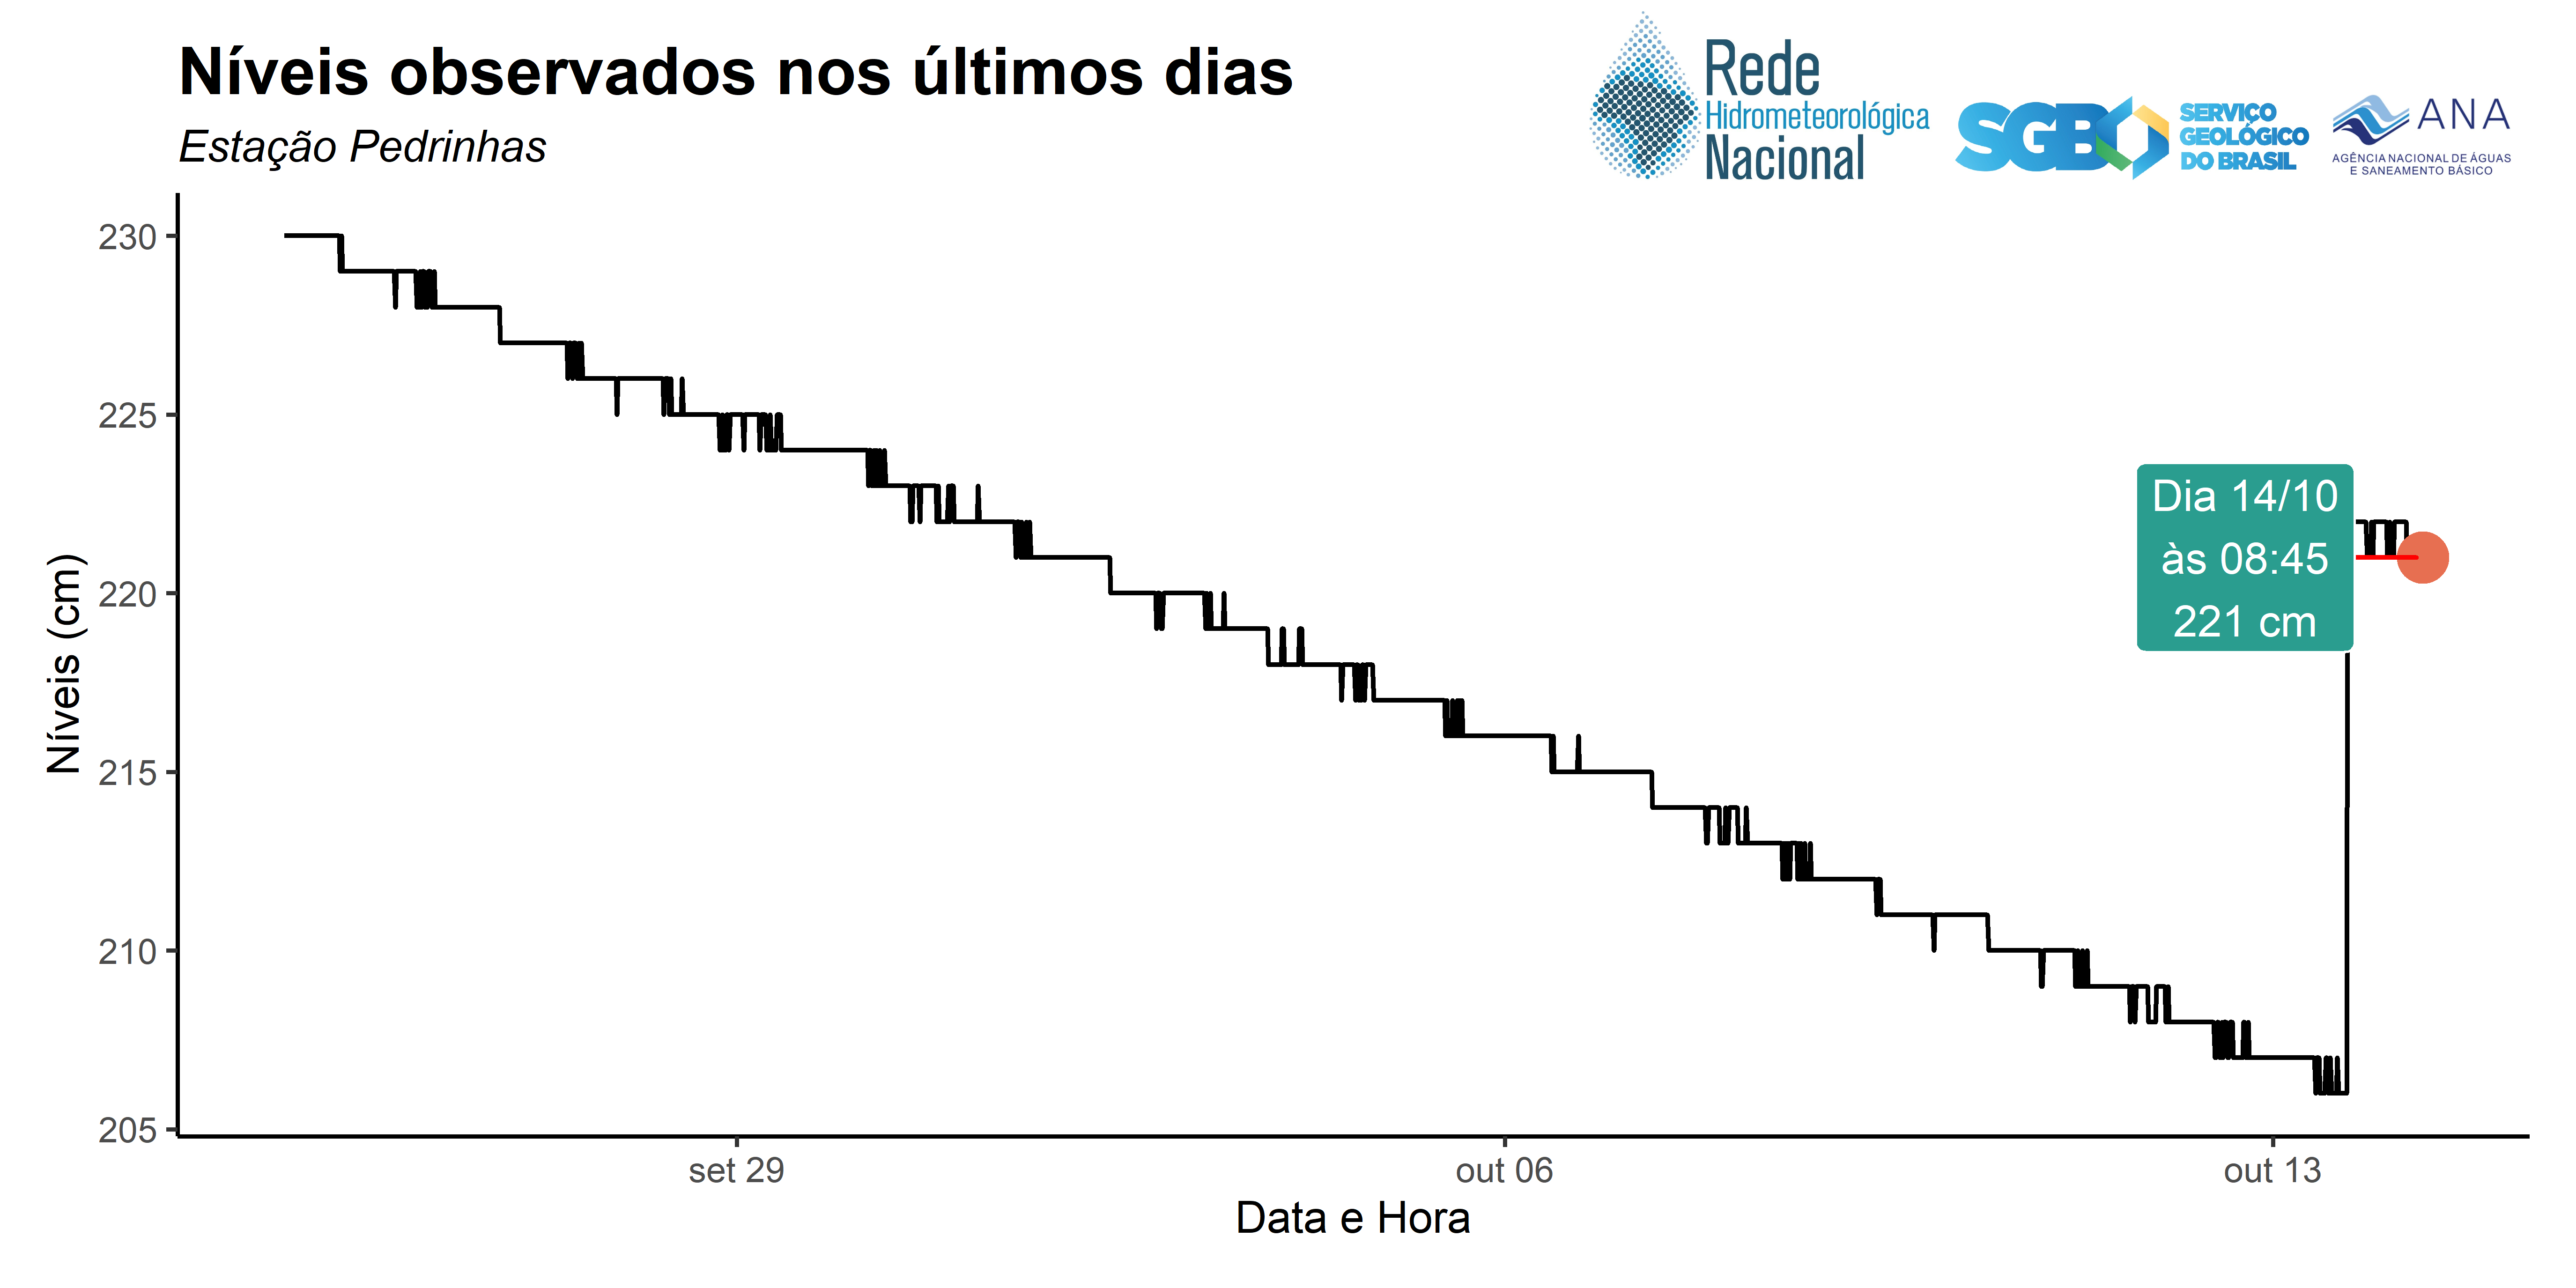 Níveis observados nos últimos dias
Estação Pedrinhas
Rede
Hidrometeorológica
Nacional
SGB
SERVIÇO
GEOLÓGICO
DO BRASIL
ANA
AGÊNCIA NACIONAL DE ÁGUAS
E SANEAMENTO BÁSICO
Níveis (cm)
230
225
220
215
210
205
Dia 14/10
às 08:45
221 cm
set 29
out 06
out 13
Data e Hora